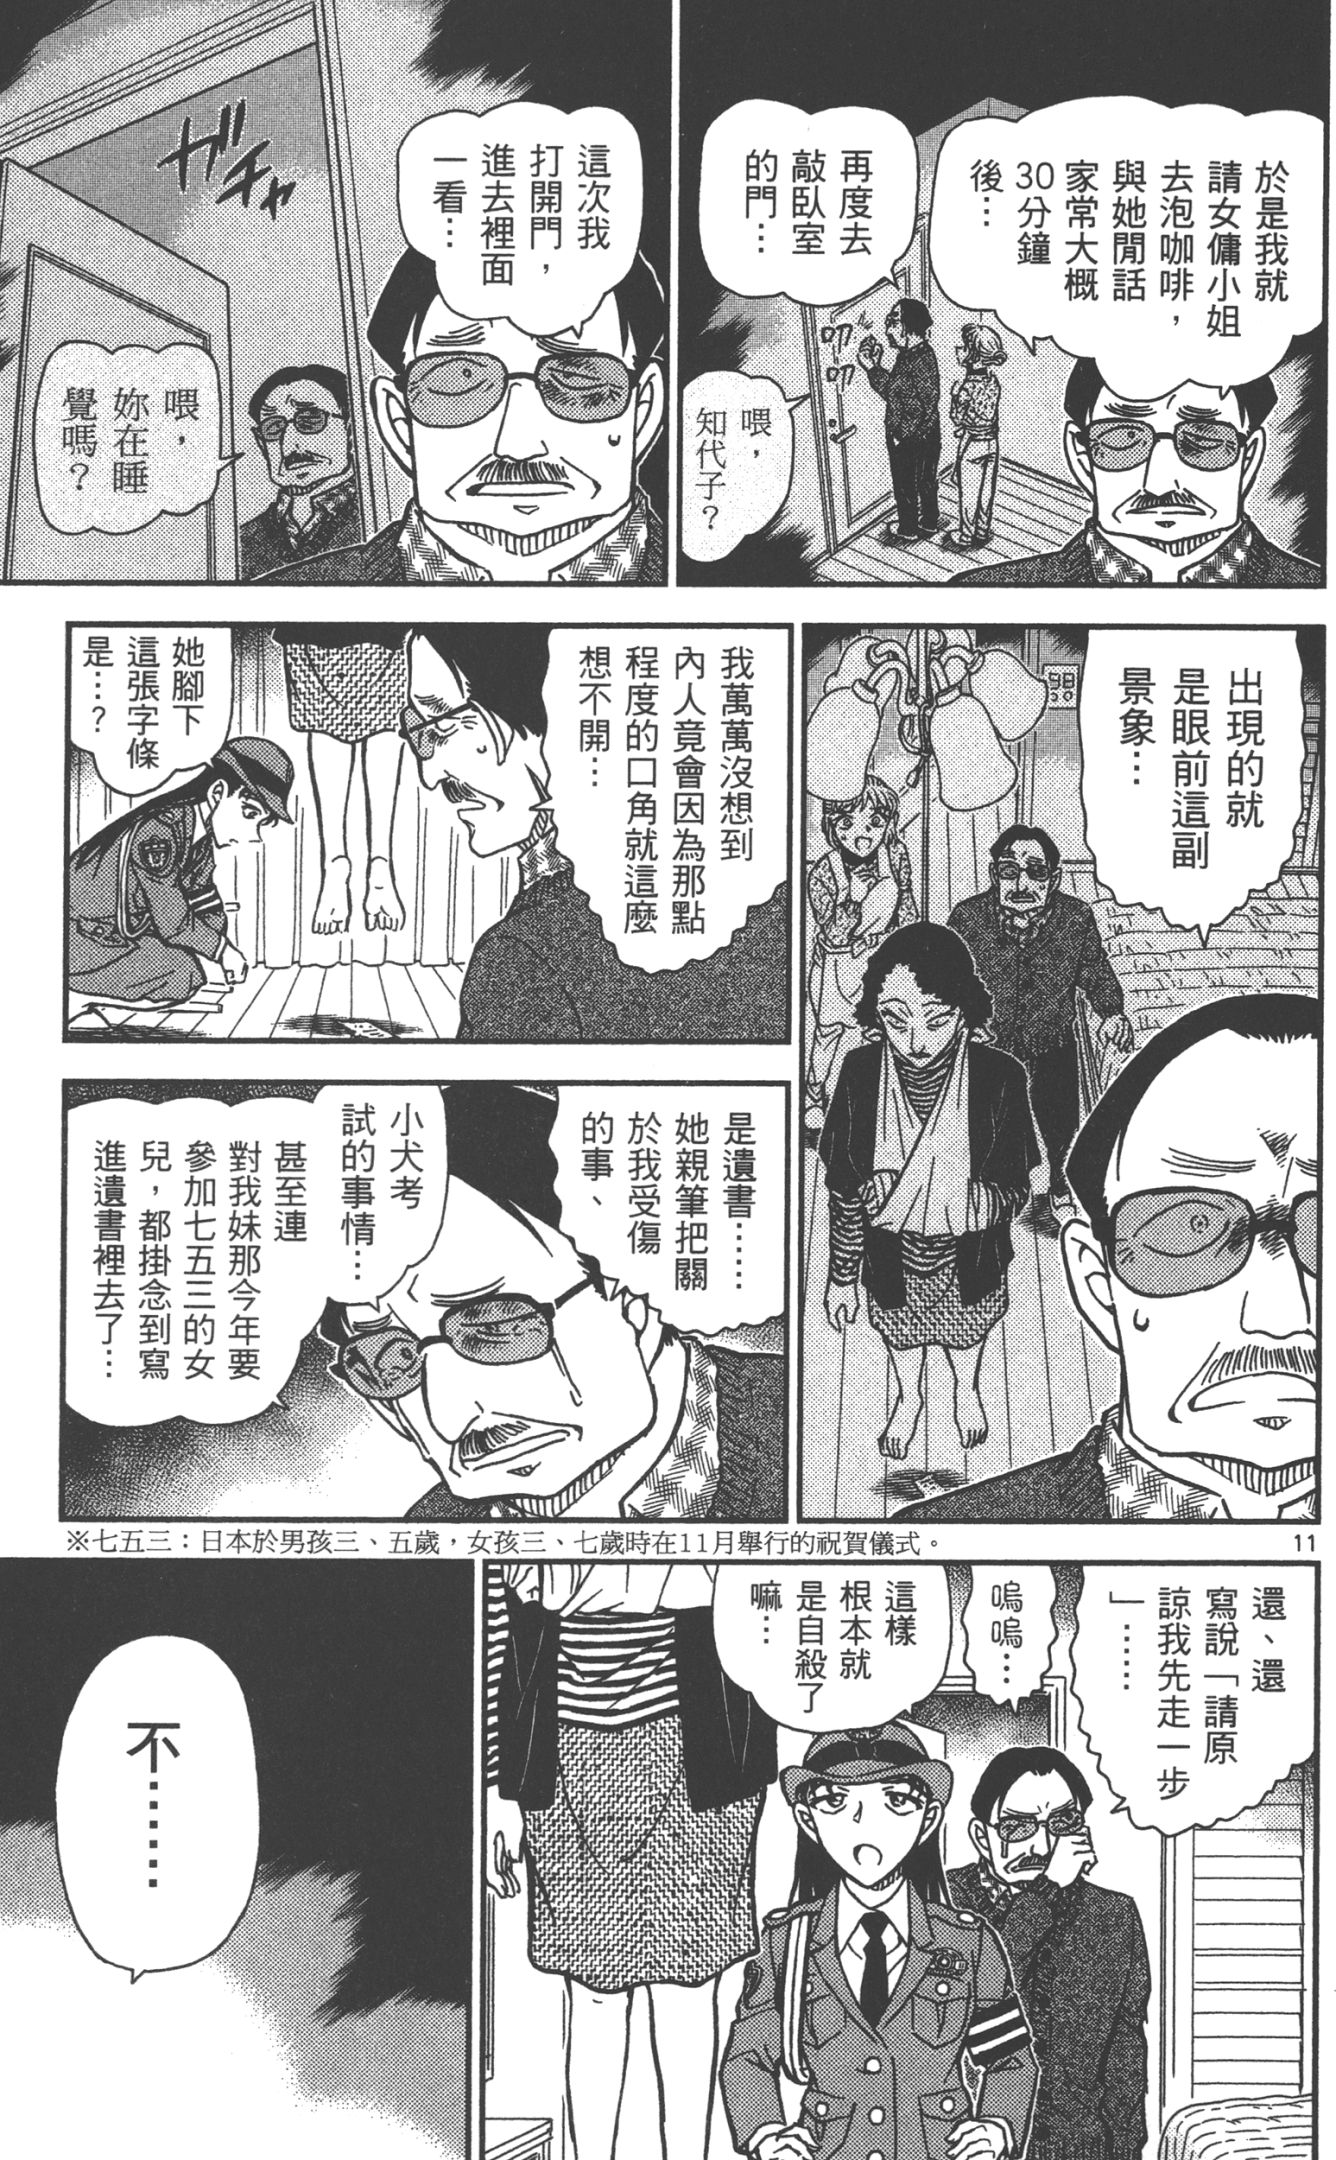 於是我就
請女傭小姐
去泡咖啡，
與她閒話
家常大概
30分鐘
後…
再度去
敲臥室
的門…
叩
叩
喂，
知代子？
這次我
打開門，
進去裡面
一看…
ガチャ
喂，
妳在睡
覺嗎？
出現的就
是眼前這副
景象…
我萬萬沒想到
內人竟會因為那點
程度的口角就這麼
想不開…
她腳下
這張字條
是…？
是遺書……
她親筆把關
於我受傷
的事、
小犬考
試的事情…
甚至連
對我妹那今年要
參加七五三的女
兒，都掛念到寫
進遺書裡去了…
※七五三：日本於男孩三、五歲，女孩三、七歲時在11月舉行的祝賀儀式。
11
還、還
寫說「請原
諒我先走一步
」……
嗚嗚…
這樣
根本就
是自殺了
嘛…
不……